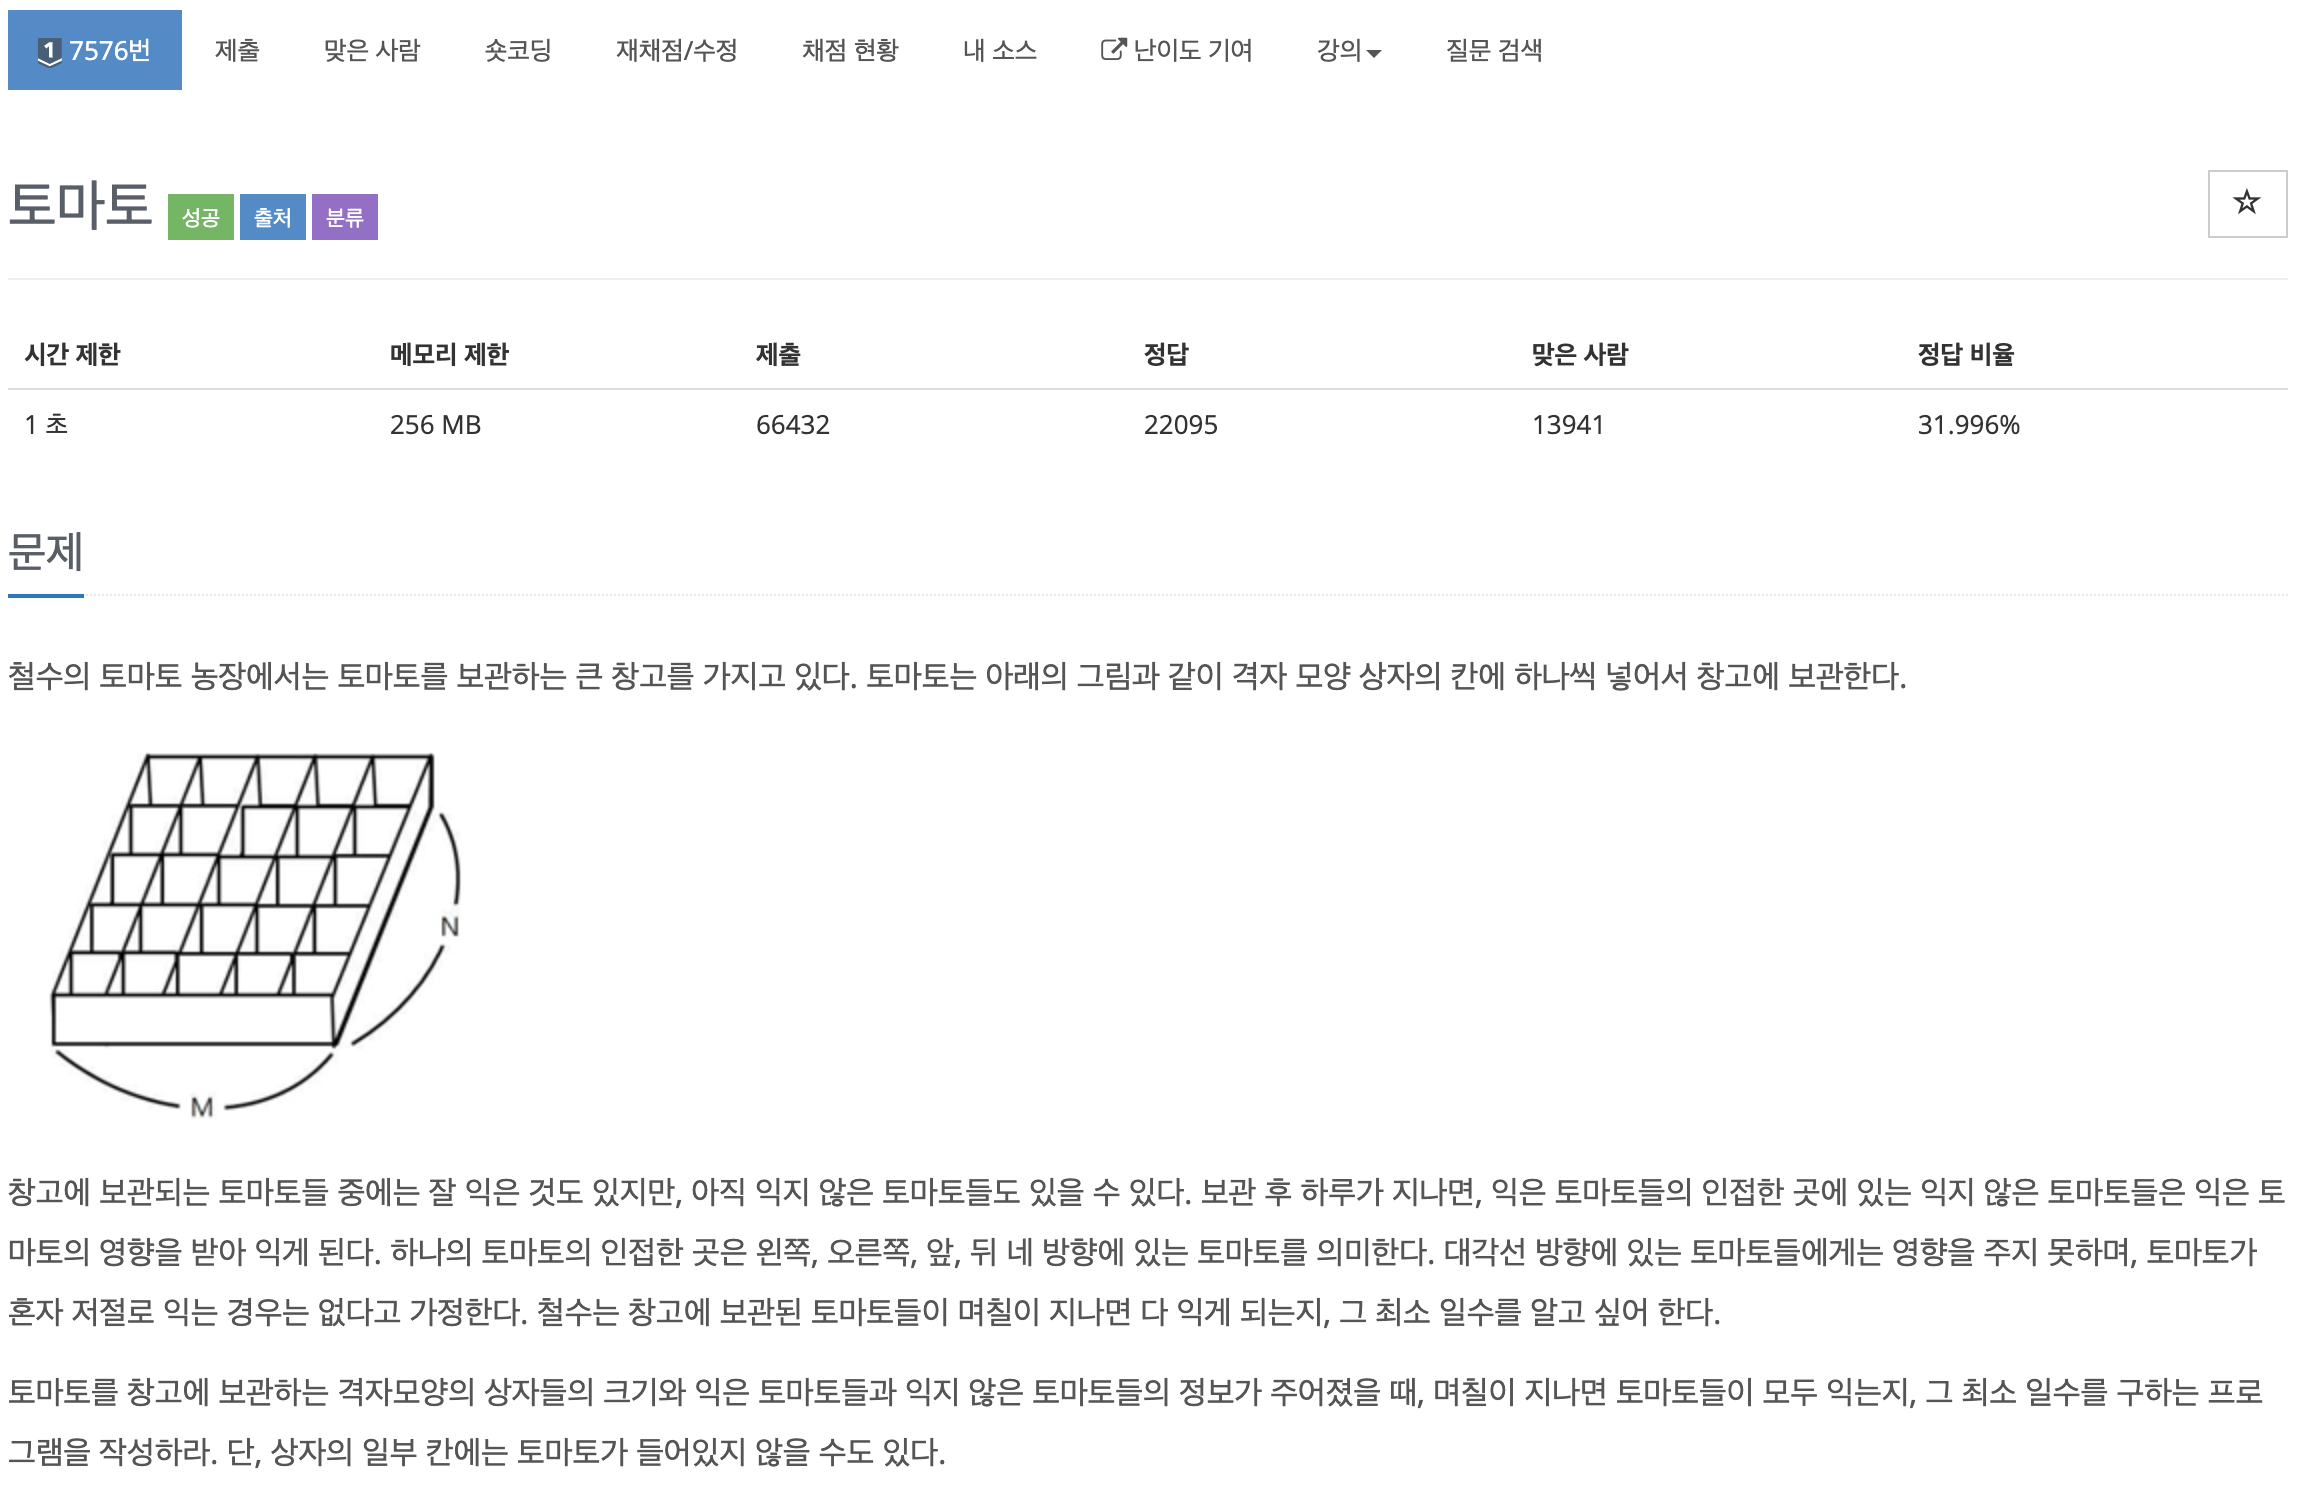 1 7576번 제출 맞은 사람 숏코딩 재채점/수정 채점 현황 내 소스 난이도 기여 강의 질문 검색
토마토 성공 출처 분류
시간 제한 메모리 제한 제출 정답 맞은 사람 정답 비율
1 초 256 MB 66432 22095 13941 31.996%
문제
철수의 토마토 농장에서는 토마토를 보관하는 큰 창고를 가지고 있다. 토마토는 아래의 그림과 같이 격자 모양 상자의 칸에 하나씩 넣어서 창고에 보관한다.
N
M
창고에 보관되는 토마토들 중에는 잘 익은 것도 있지만, 아직 익지 않은 토마토들도 있을 수 있다. 보관 후 하루가 지나면, 익은 토마토들의 인접한 곳에 있는 익지 않은 토마토들은 익은 토
마토의 영향을 받아 익게 된다. 하나의 토마토의 인접한 곳은 왼쪽, 오른쪽, 앞, 뒤 네 방향에 있는 토마토를 의미한다. 대각선 방향에 있는 토마토들에게는 영향을 주지 못하며, 토마토가
혼자 저절로 익는 경우는 없다고 가정한다. 철수는 창고에 보관된 토마토들이 며칠이 지나면 다 익게 되는지, 그 최소 일수를 알고 싶어 한다.
토마토를 창고에 보관하는 격자모양의 상자들의 크기와 익은 토마토들과 익지 않은 토마토들의 정보가 주어졌을 때, 며칠이 지나면 토마토들이 모두 익는지, 그 최소 일수를 구하는 프로
그램을 작성하라. 단, 상자의 일부 칸에는 토마토가 들어있지 않을 수도 있다.